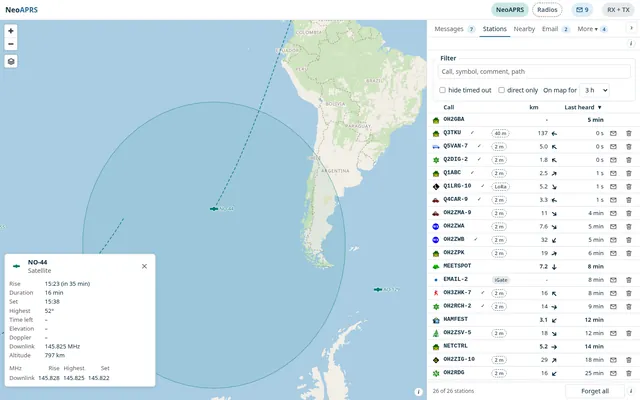 NeoAPRS
NeoAPRS
Radios
9
RX + TX
Messages 7
Stations
Nearby
Email 2
More 4
Filter
Call, symbol, comment, path
hide timed out
direct only
On map for
3 h
Call km Last heard ▼
OH2GBA - 5 min
Q3TKU ✓ 40 m 137 0 s
Q5VAN-7 ✓ 2 m 5.0 0 s
Q2DIG-2 ✓ 2 m 1.8 0 s
Q1ABC ✓ 2 m 2.5 1 s
Q1LRG-10 ✓ LoRa 5.2 1 s
Q4CAR-9 ✓ 2 m 3.3 1 s
OH2ZMA-9 2 m 11 4 min
OH2ZWA 2 m 7.6 5 min
OH2ZWB ✓ 2 m 32 5 min
OH2ZPK 2 m 19 6 min
MEETSPOT 7.2 8 min
EMAIL-2 iGate - 8 min
OH3ZHK-7 ✓ 2 m 16 8 min
OH2RCH-2 ✓ 2 m 14 9 min
HAMFEST 3.1 12 min
OH2ZSV-5 2 m 18 12 min
NETCTRL 5.2 14 min
OH2ZIG-10 2 m 29 18 min
OH2RDG 2 m 16 25 min
26 of 26 stations
Forget all
COLOMBIA
BRAZIL
BOLIVIA
PARAGUAY
CHILE
ARGENTINA
NO-44
Satellite
Rise 15:23 (in 35 min)
Duration 16 min
Set 15:38
Highest 52°
Time left –
Elevation –
Doppler –
Downlink 145.825 MHz
Altitude 797 km
MHz Rise Highest Set
Downlink 145.828 145.825 145.822